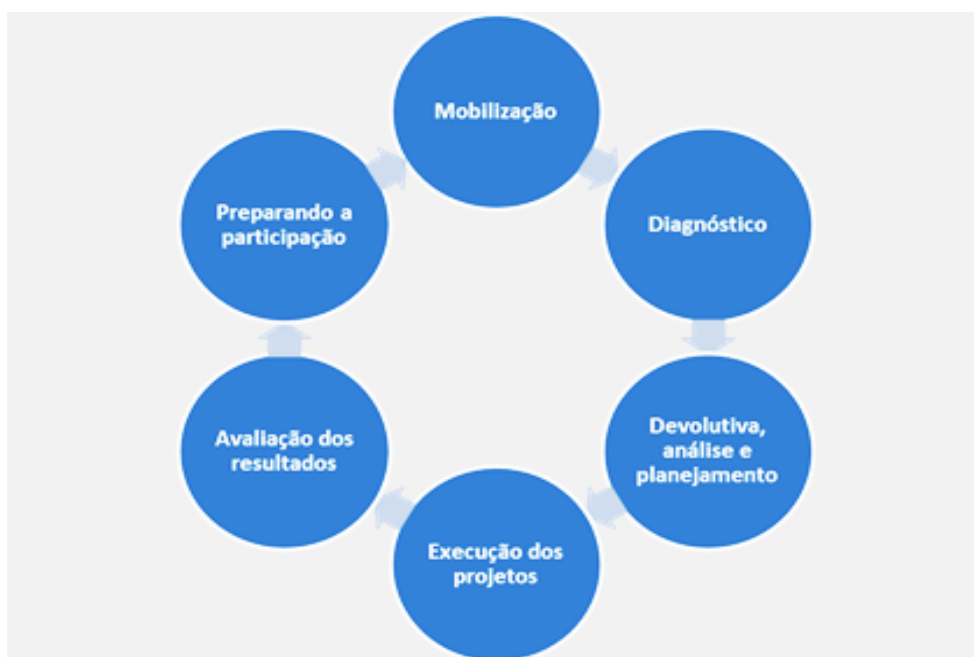 Mobilização
Diagnóstico
Devolutiva,
análise e
planejamento
Execução dos
projetos
Avaliação dos
resultados
Preparando a
participação